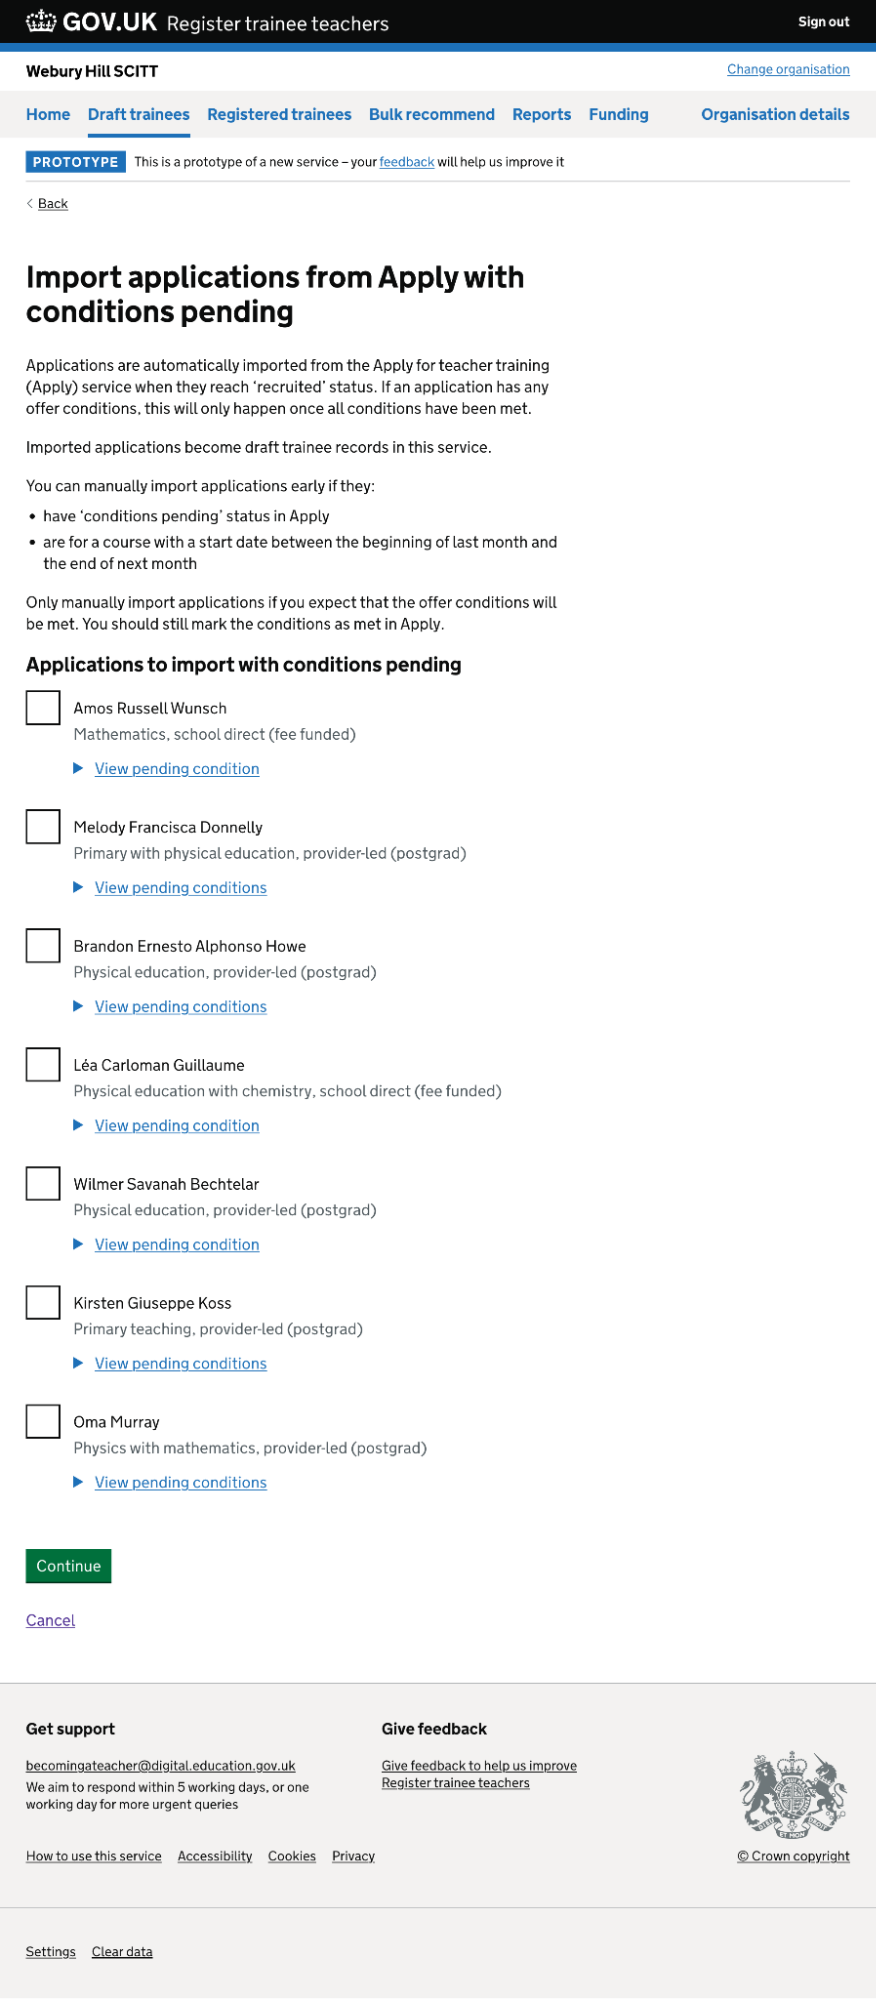 GOV.UK Register trainee teachers
Sign out
Webury Hill SCITT
Change organisation
Home Draft trainees Registered trainees Bulk recommend Reports Funding Organisation details
PROTOTYPE This is a prototype of a new service – your feedback will help us improve it
Back
Import applications from Apply with
conditions pending
Applications are automatically imported from the Apply for teacher training
(Apply) service when they reach ‘recruited’ status. If an application has any
offer conditions, this will only happen once all conditions have been met.
Imported applications become draft trainee records in this service.
You can manually import applications early if they:
• have ‘conditions pending’ status in Apply
• are for a course with a start date between the beginning of last month and
the end of next month
Only manually import applications if you expect that the offer conditions will
be met. You should still mark the conditions as met in Apply.
Applications to import with conditions pending
Amos Russell Wunsch
Mathematics, school direct (fee funded)
View pending condition
Melody Francisca Donnelly
Primary with physical education, provider-led (postgrad)
View pending conditions
Brandon Ernesto Alphonso Howe
Physical education, provider-led (postgrad)
View pending conditions
Léa Carloman Guillaume
Physical education with chemistry, school direct (fee funded)
View pending condition
Wilmer Savanah Bechtelar
Physical education, provider-led (postgrad)
View pending condition
Kirsten Giuseppe Koss
Primary teaching, provider-led (postgrad)
View pending conditions
Oma Murray
Physics with mathematics, provider-led (postgrad)
View pending conditions
Continue
Cancel
Get support
becomingateacher@digital.education.gov.uk
We aim to respond within 5 working days, or one
working day for more urgent queries
Give feedback
Give feedback to help us improve
Register trainee teachers
How to use this service Accessibility Cookies Privacy
© Crown copyright
Settings Clear data